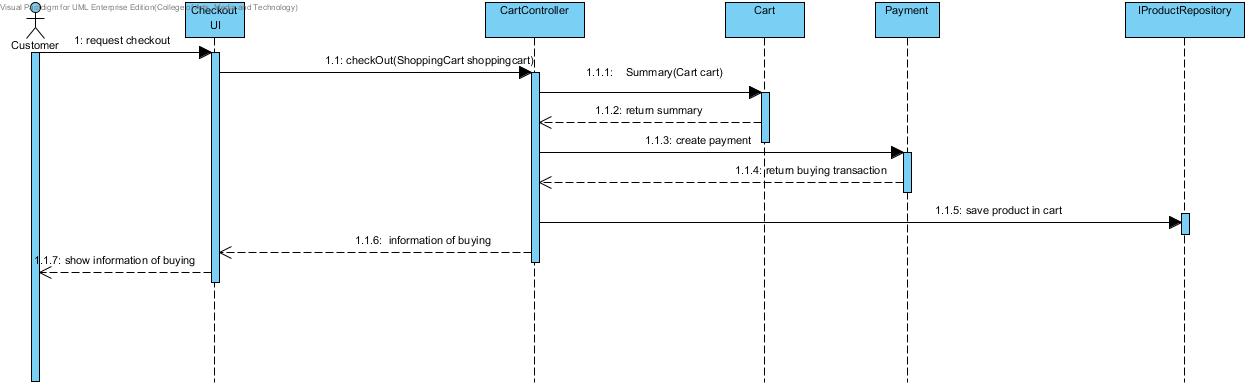 Visual Paradigm for UML Enterprise Edition(College of Arts, Media and Technology)
Checkout
UI
CartController
Cart
Payment
IProductRepository
Customer
1: request checkout
1.1: checkOut(ShoppingCart shoppingcart)
1.1.1: Summary(Cart cart)
1.1.2: return summary
1.1.3: create payment
1.1.4: return buying transaction
1.1.5: save product in cart
1.1.6: information of buying
1.1.7: show information of buying